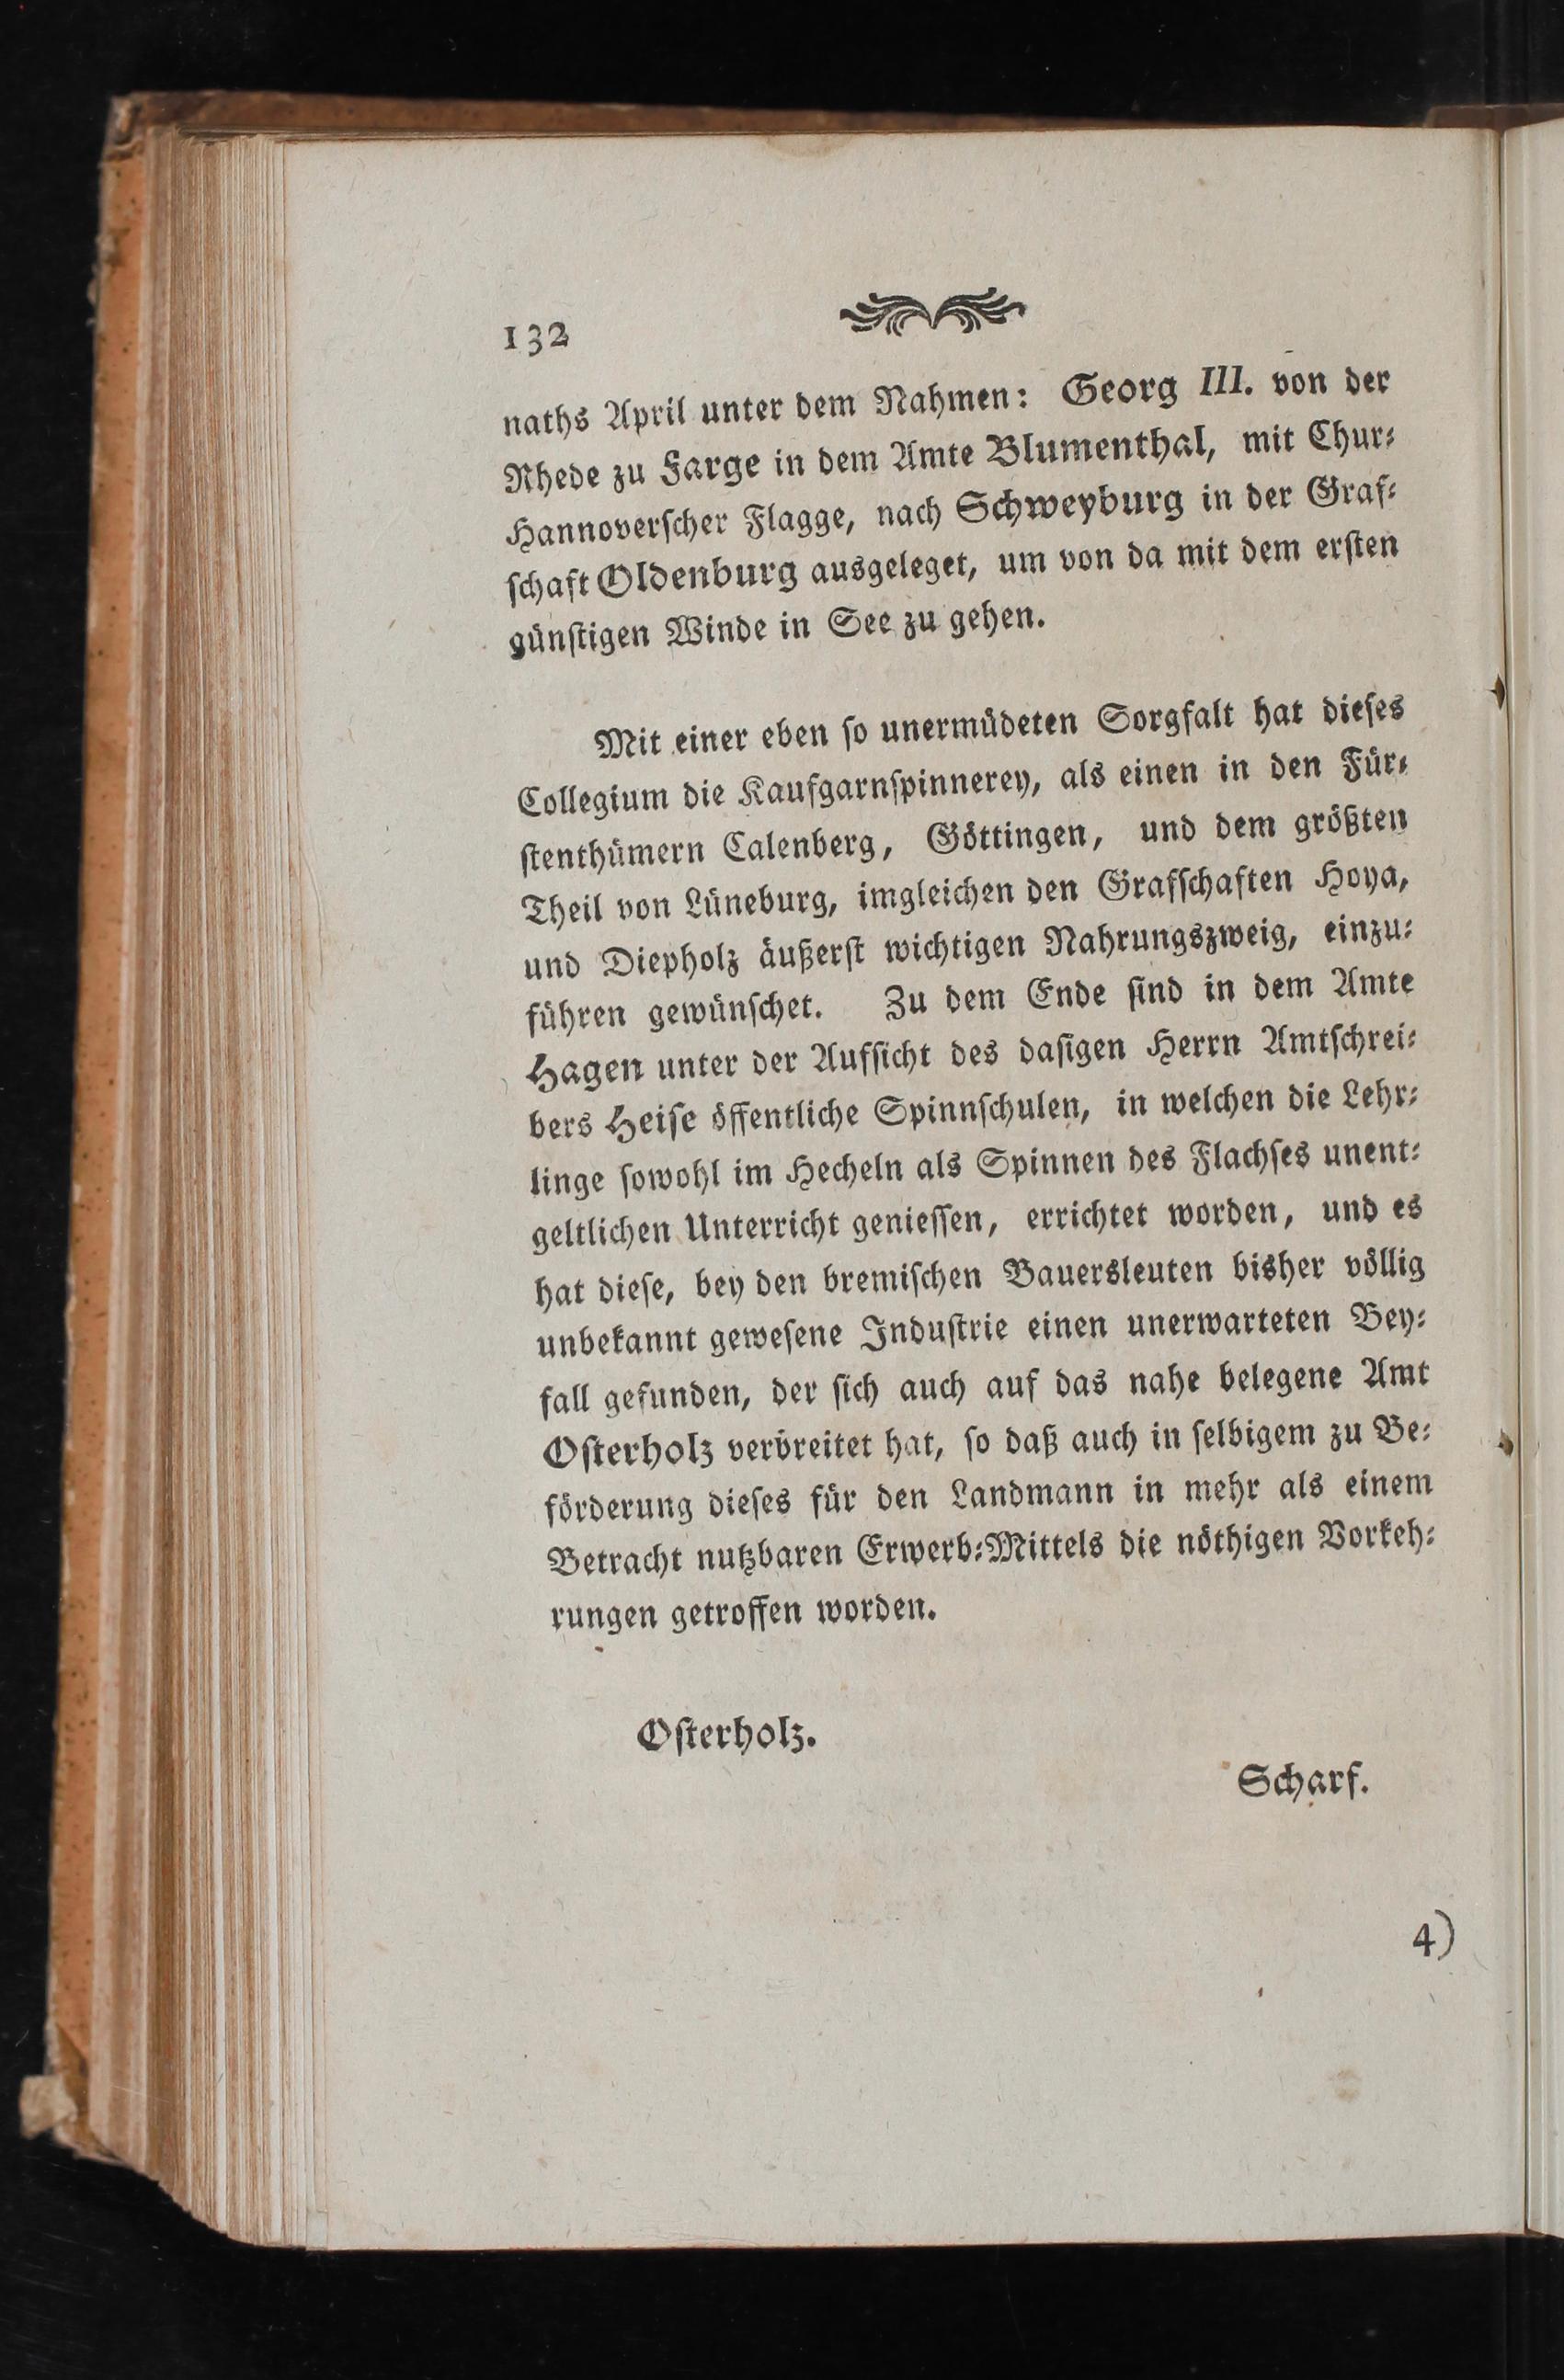 132
naths April unter dem Nahmen: Georg III. von der
Rhede zu Farge in dem Amte Blumenthal, mit Chur⸗
Hannoverſcher Flagge, nach Schweyburg in der Graf⸗
ſchaft Oldenburg ausgeleget, um von da mit dem erſten
günſtigen Winde in See zu gehen.
Mit einer eben ſo unermüdeten Sorgfalt hat dieſes
Collegium die Kaufgarnſpinnerey, als einen in den Für⸗
ſtenthümern Calenberg, Göttingen, und dem größten
Theil von Lüneburg, imgleichen den Grafſchaften Hoya,
und Diepholz äußerſt wichtigen Nahrungszweig, einzu⸗
führen gewünſchet. Zu dem Ende ſind in dem Amte
Hagen unter der Aufſicht des daſigen Herrn Amtſchrei⸗
bers Heiſe öffentliche Spinnſchulen, in welchen die Lehr⸗
linge ſowohl im Hecheln als Spinnen des Flachſes unent⸗
geltlichen Unterricht genieſſen, errichtet worden, und es
hat dieſe, bey den bremiſchen Bauersleuten bisher völlig
unbekannt geweſene Induſtrie einen unerwarteten Bey⸗
fall gefunden, der ſich auch auf das nahe belegene Amt
Oſterholz verbreitet hat, ſo daß auch in ſelbigem zu Be⸗
förderung dieſes für den Landmann in mehr als einem
Betracht nutzbaren Erwerb⸗Mittels die nöthigen Vorkeh⸗
rungen getroffen worden.
Oſterholz.
Scharf.
4)